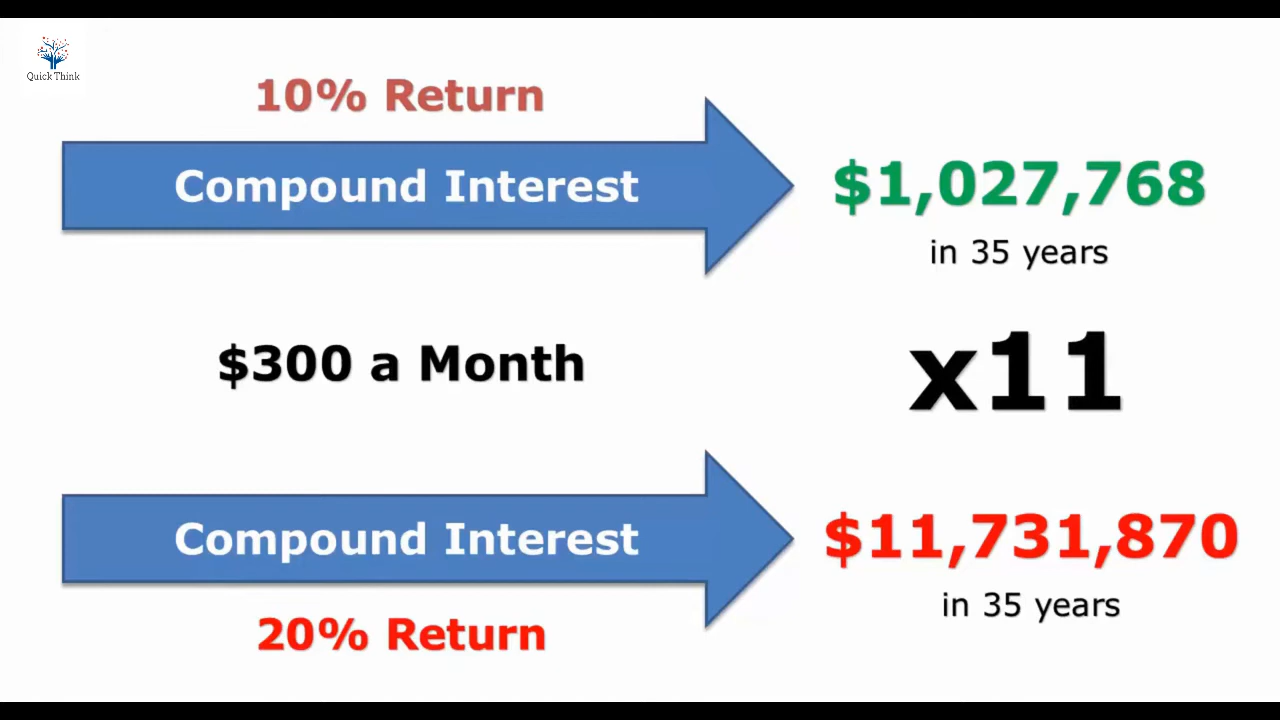 Quick Think
10% Return
Compound Interest
$1,027,768
in 35 years
$300 a Month
x11
Compound Interest
$11,731,870
in 35 years
20% Return